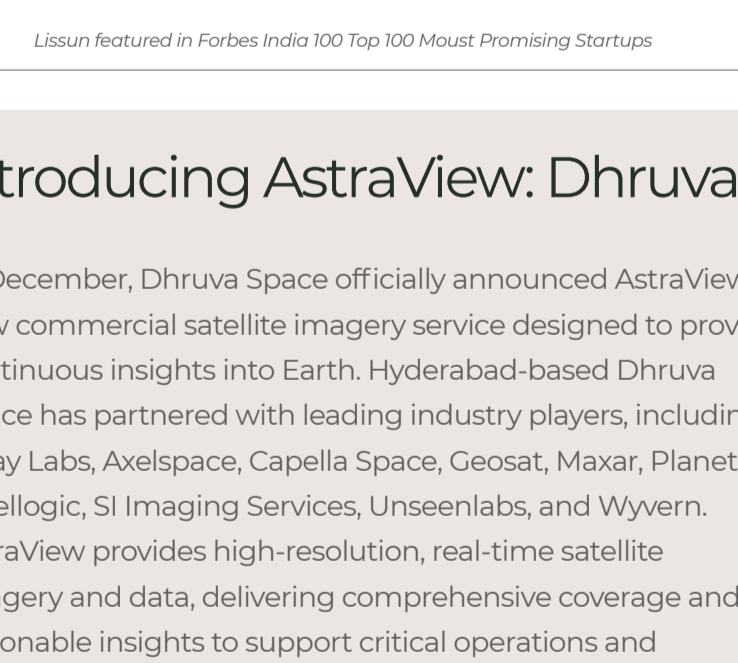 Lissun featured in Forbes India 100 Top 100 Moust Promising Startups
troducing AstraView: Dhruva
December, Dhruva Space officially announced AstraView
w commercial satellite imagery service designed to prov
tinuous insights into Earth. Hyderabad-based Dhruva
ce has partnered with leading industry players, includin
ay Labs, Axelspace, Capella Space, Geosat, Maxar, Planet
ellogic, SI Imaging Services, Unseenlabs, and Wyvern.
raView provides high-resolution, real-time satellite
agery and data, delivering comprehensive coverage and
onable insights to support critical operations and